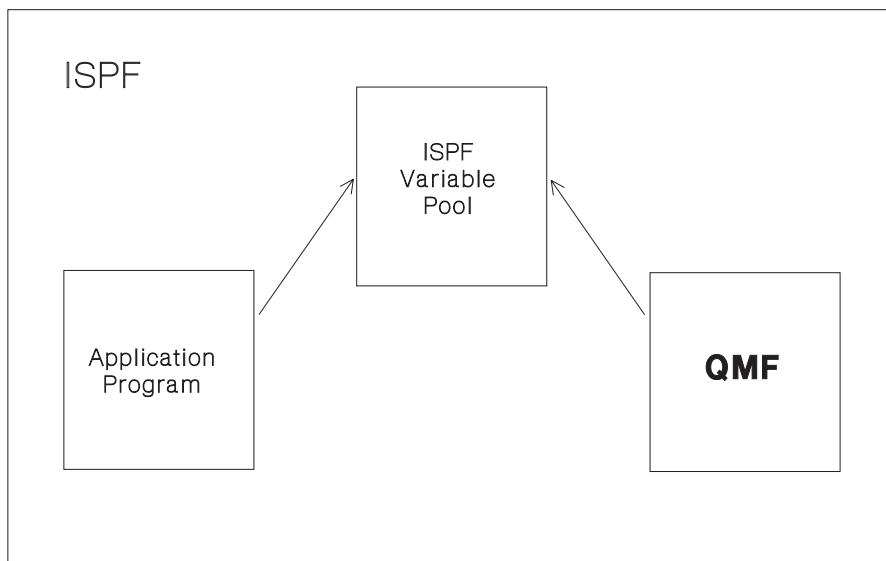 ISPF
ISPF
Variable
Pool
Application
Program
QMF